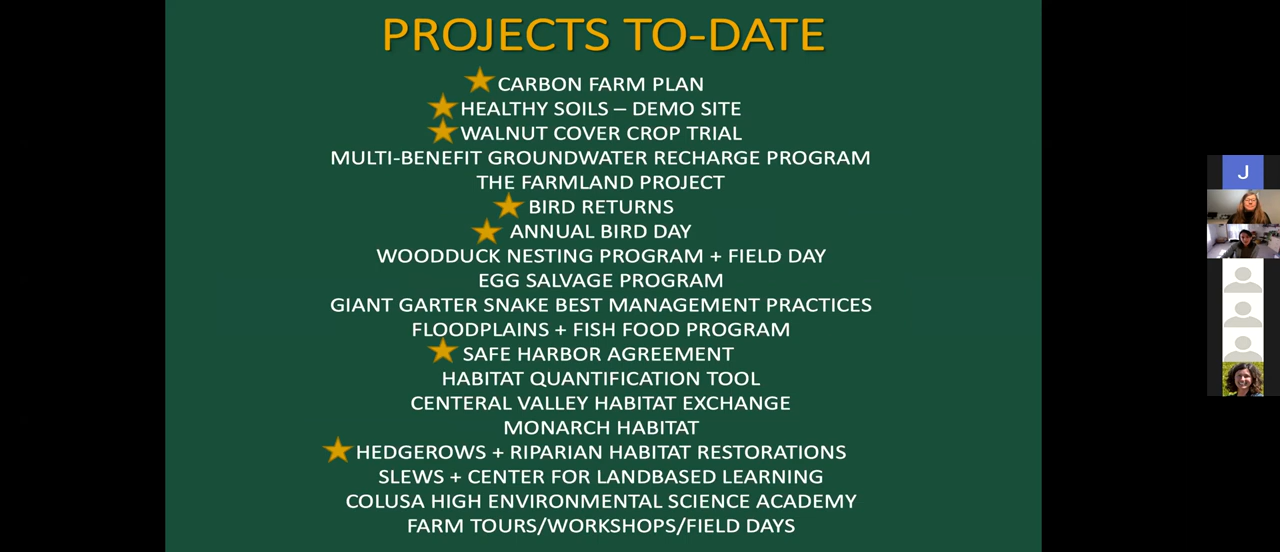 PROJECTS TO-DATE
CARBON FARM PLAN
HEALTHY SOILS – DEMO SITE
WALNUT COVER CROP TRIAL
MULTI-BENEFIT GROUNDWATER RECHARGE PROGRAM
THE FARMLAND PROJECT
BIRD RETURNS
ANNUAL BIRD DAY
WOODDUCK NESTING PROGRAM + FIELD DAY
EGG SALVAGE PROGRAM
GIANT GARTER SNAKE BEST MANAGEMENT PRACTICES
FLOODPLAINS + FISH FOOD PROGRAM
SAFE HARBOR AGREEMENT
HABITAT QUANTIFICATION TOOL
CENTERAL VALLEY HABITAT EXCHANGE
MONARCH HABITAT
HEDGEROWS + RIPARIAN HABITAT RESTORATIONS
SLEWS + CENTER FOR LANDBASED LEARNING
COLUSA HIGH ENVIRONMENTAL SCIENCE ACADEMY
FARM TOURS/WORKSHOPS/FIELD DAYS
J